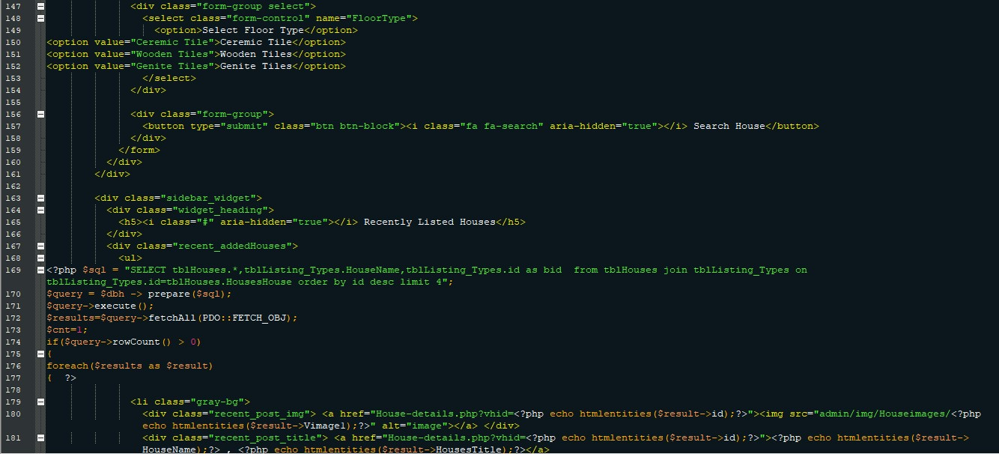 147 <div class="form-group select">
148 <select class="form-control" name="FloorType">
149 <option>Select Floor Type</option>
150 <option value="Ceremic Tile">Ceremic Tile</option>
151 <option value="Wooden Tiles">Wooden Tiles</option>
152 <option value="Genite Tiles">Genite Tiles</option>
153 </select>
154 </div>
155
156 <div class="form-group">
157 <button type="submit" class="btn btn-block"><i class="fa fa-search" aria-hidden="true"></i> Search House</button>
158 </div>
159 </form>
160 </div>
161 </div>
162
163 <div class="sidebar_widget">
164 <div class="widget_heading">
165 <h5><i class="#" aria-hidden="true"></i> Recently Listed Houses</h5>
166 </div>
167 <div class="recent_addedHouses">
168 <ul>
169 <?php $sql = "SELECT tblHouses.*,tblListing_Types.HouseName,tblListing_Types.id as bid  from tblHouses join tblListing_Types on
tblListing_Types.id=tblHouses.HousesHouse order by id desc limit 4";
170 $query = $dbh -> prepare($sql);
171 $query->execute();
172 $results=$query->fetchAll(PDO::FETCH_OBJ);
173 $cnt=1;
174 if($query->rowCount() > 0)
175 {
176 foreach($results as $result)
177 {  ?>
178
179 <li class="gray-bg">
180 <div class="recent_post_img"> <a href="House-details.php?vhid=<?php echo htmlentities($result->id);?>"><img src="admin/img/Houseimages/<?php
echo htmlentities($result->Vimage1);?>" alt="image"></a> </div>
181 <div class="recent_post_title"> <a href="House-details.php?vhid=<?php echo htmlentities($result->id);?>"><?php echo htmlentities($result->
HouseName);?> , <?php echo htmlentities($result->HousesTitle);?></a>